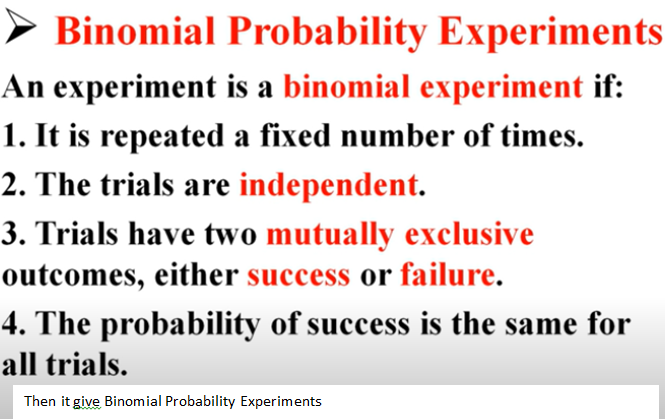 ➢ Binomial Probability Experiments
An experiment is a binomial experiment if:
1. It is repeated a fixed number of times.
2. The trials are independent.
3. Trials have two mutually exclusive
outcomes, either success or failure.
4. The probability of success is the same for
all trials.
Then it give Binomial Probability Experiments